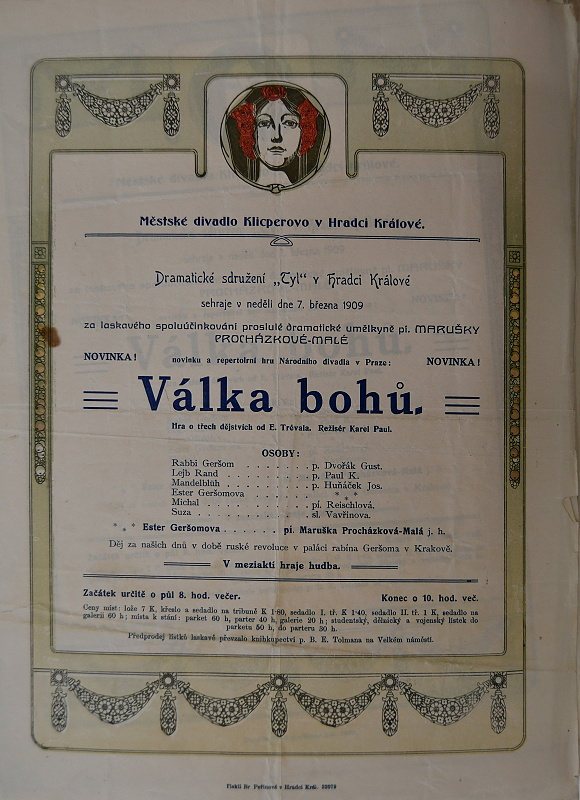 Městské divadlo Klicperovo v Hradci Králové.
Dramatické sdružení „Tyl“ v Hradci Králové
sehraje v neděli dne 7. března 1909
za laskavého spoluúčinkování proslulé dramatické umělkyně pí. MARUŠKY
PROCHÁZKOVÉ-MALÉ
NOVINKA! novinku a repertoirní hru Národního divadla v Praze: NOVINKA!
Válka bohů.
Hra o třech dějstvích od E. Trévala. Režisér Karel Paul.
OSOBY:
Rabbi Geršom . . . . . . . p. Dvořák Gust.
Lejb Rand . . . . . . . . p. Paul K.
Mandelblüh . . . . . . . . p. Huňáček Jos.
Ester Geršomova . . . . . . * * *
Michal . . . . . . . . . pí. Reischlová.
Suza . . . . . . . . . . sl. Vavřinova.
* * * Ester Geršomova . . . . . . pí. Maruška Procházková-Malá j. h.
Děj za našich dnů v době ruské revoluce v paláci rabína Geršoma v Krakově.
V meziaktí hraje hudba.
Začátek určitě o půl 8. hod. večer. Konec o 10. hod. več.
Ceny míst: lože 7 K, křeslo a sedadlo na tribuně K 1·80, sedadlo I. tř. K 1·40, sedadlo II. tř. 1 K, sedadlo na
galerii 60 h; místa k stání: parket 60 h, parter 40 h, galerie 20 h; studentský, dělnický a vojenský lístek do
parketu 50 h, do parteru 30 h.
Předprodej lístků laskavě převzalo knihkupectví p. B. E. Tolmana na Velkém náměstí.
Tiskli Br. Peřinové v Hradci Král.